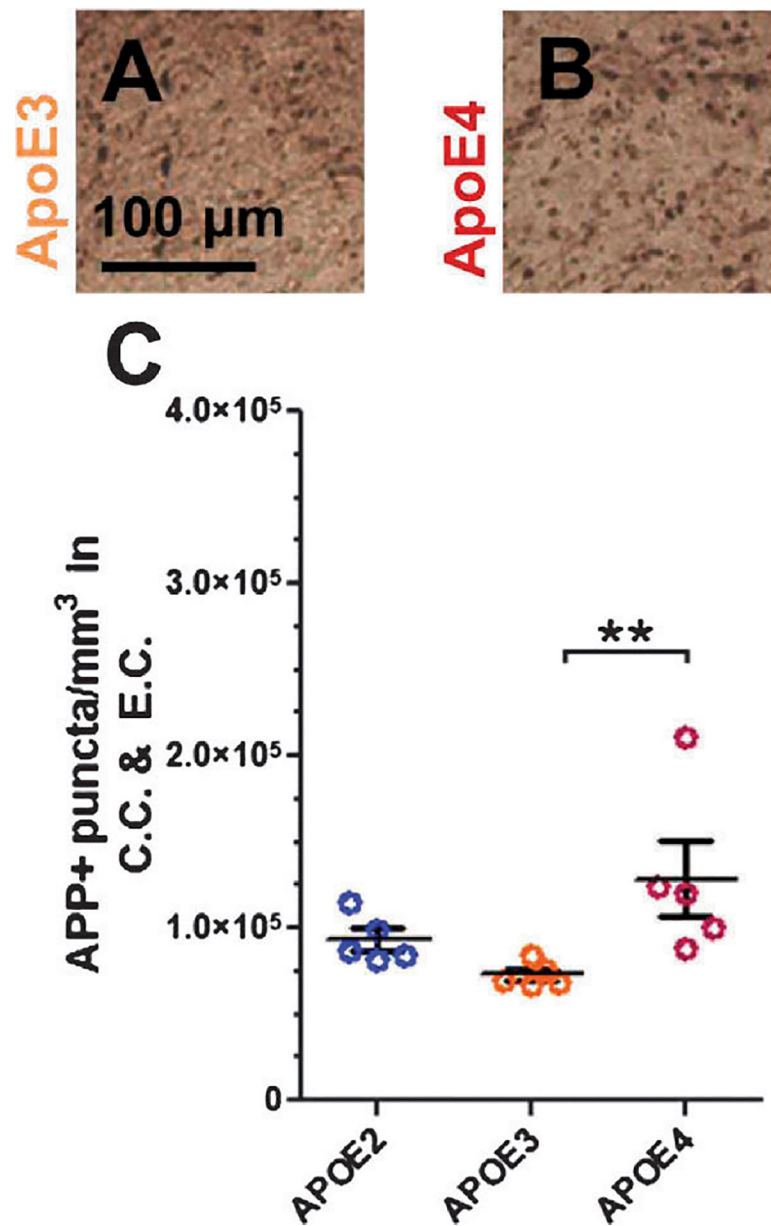 A
B
ApoE3
ApoE4
100 μm
C
4.0×10⁵
3.0×10⁵
2.0×10⁵
1.0×10⁵
0
APP+ puncta/mm³ in
C.C. & E.C.
**
APOE2
APOE3
APOE4